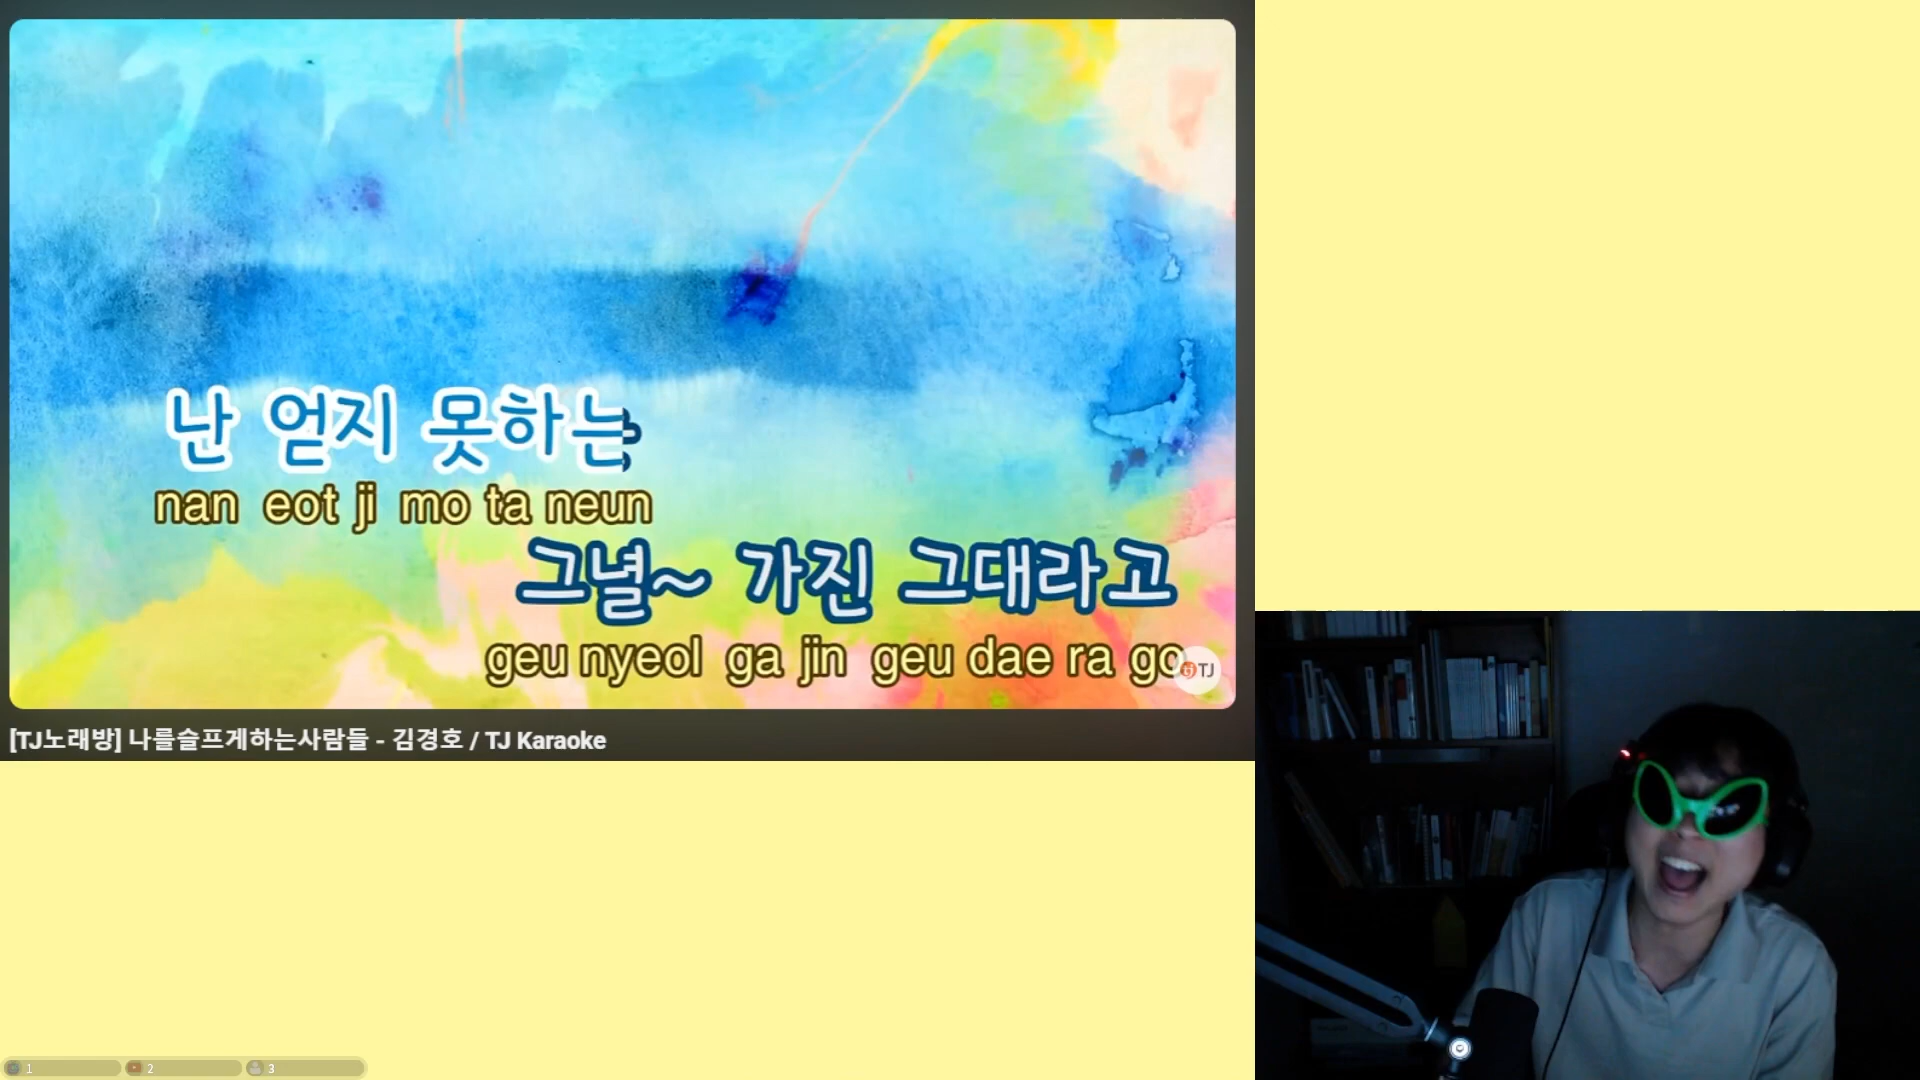 난 얻지 못하는
nan eot ji mo ta neun
그녈~ 가진 그대라고
geu nyeol ga jin geu dae ra go
TJ
[TJ노래방] 나를슬프게하는사람들 - 김경호 / TJ Karaoke
1 2 3